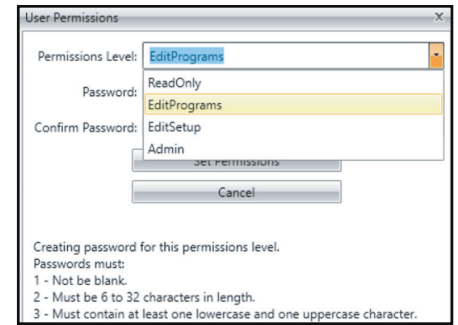 User Permissions X
Permissions Level: EditPrograms
ReadOnly
Password:
EditPrograms
Confirm Password: EditSetup
Admin
Set Permissions
Cancel
Creating password for this permissions level.
Passwords must:
1 - Not be blank.
2 - Must be 6 to 32 characters in length.
3 - Must contain at least one lowercase and one uppercase character.